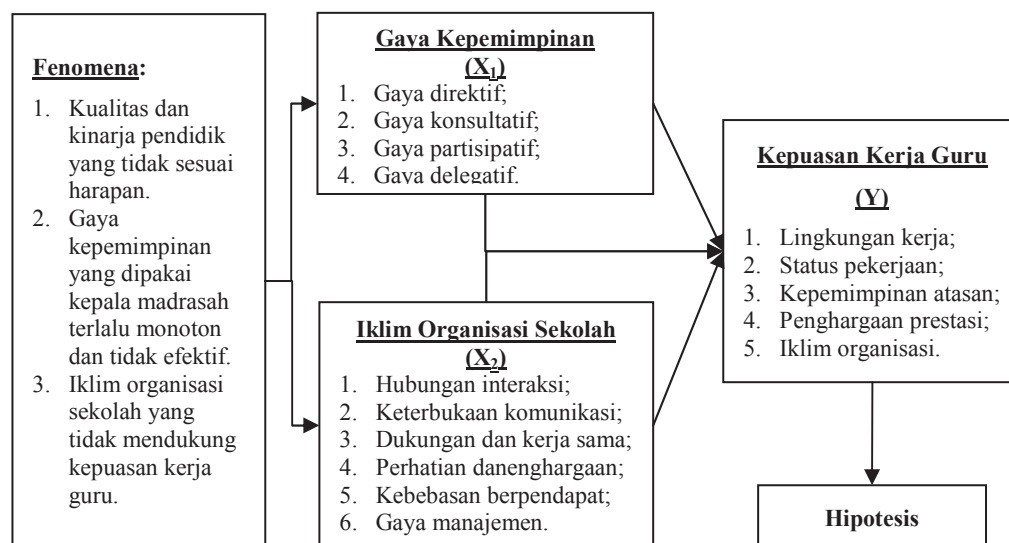 Fenomena:
1. Kualitas dan
kinarja pendidik
yang tidak sesuai
harapan.
2. Gaya
kepemimpinan
yang dipakai
kepala madrasah
terlalu monoton
dan tidak efektif.
3. Iklim organisasi
sekolah yang
tidak mendukung
kepuasan kerja
guru.
Gaya Kepemimpinan
(X1)
1. Gaya direktif;
2. Gaya konsultatif;
3. Gaya partisipatif;
4. Gaya delegatif.
Iklim Organisasi Sekolah
(X2)
1. Hubungan interaksi;
2. Keterbukaan komunikasi;
3. Dukungan dan kerja sama;
4. Perhatian danenghargaan;
5. Kebebasan berpendapat;
6. Gaya manajemen.
Kepuasan Kerja Guru
(Y)
1. Lingkungan kerja;
2. Status pekerjaan;
3. Kepemimpinan atasan;
4. Penghargaan prestasi;
5. Iklim organisasi.
Hipotesis